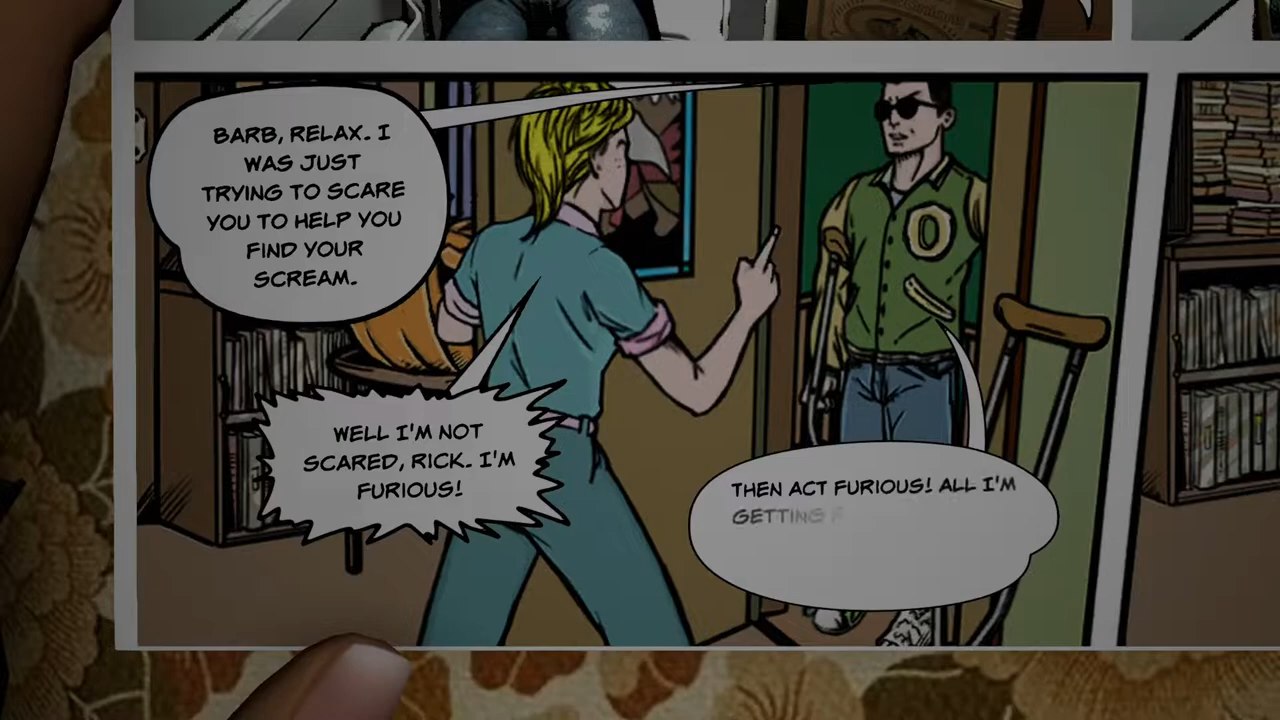 BARB, RELAX. I
WAS JUST
TRYING TO SCARE
YOU TO HELP YOU
FIND YOUR
SCREAM.
WELL I'M NOT
SCARED, RICK. I'M
FURIOUS!
THEN ACT FURIOUS! ALL I'M
GETTING
O